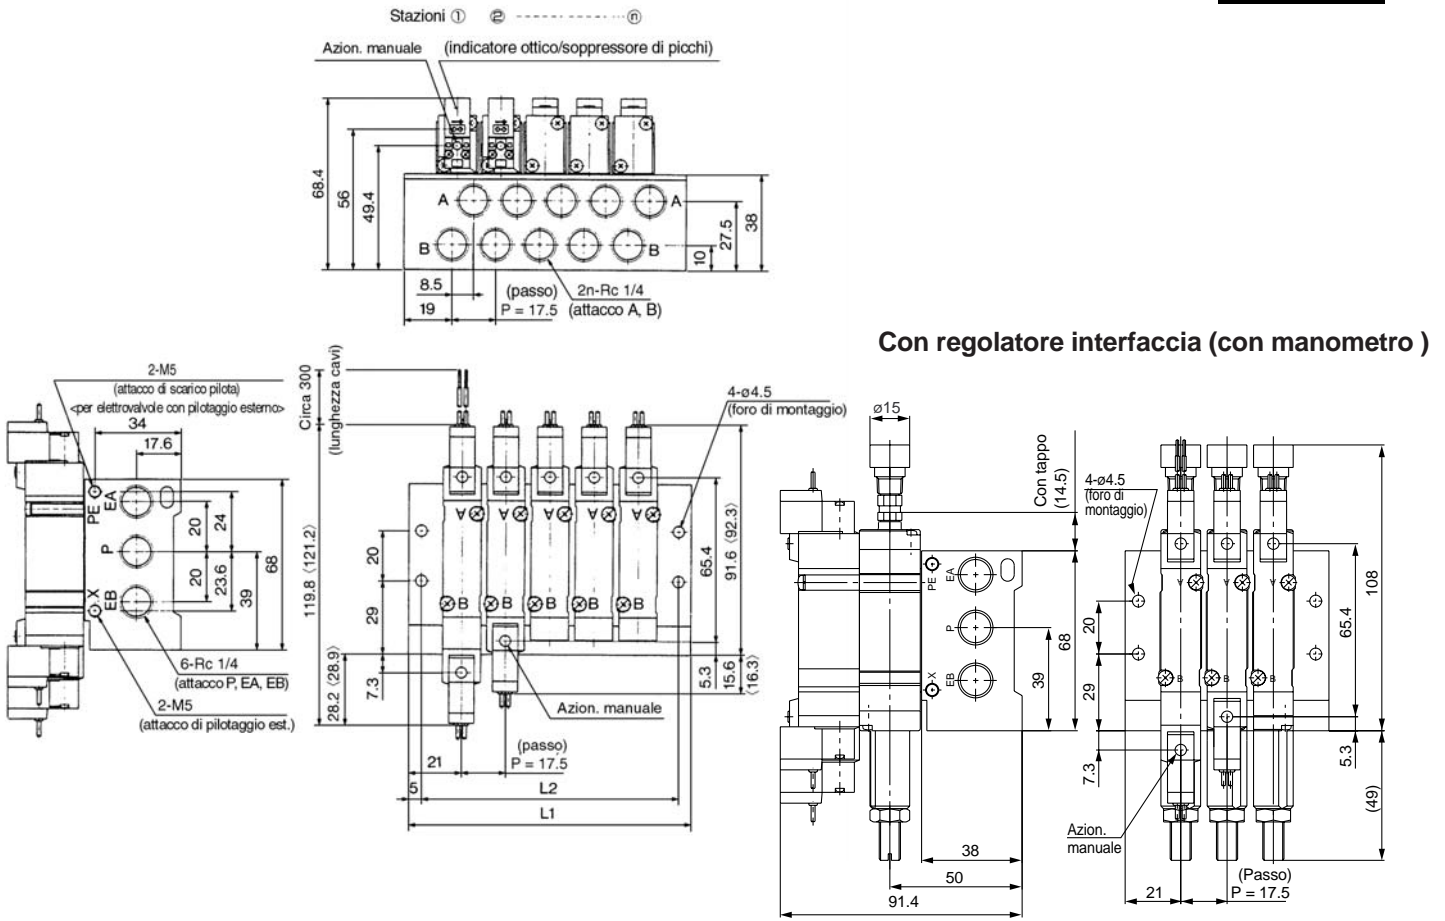 Stazioni ① ② ⓝ
Azion. manuale (indicatore ottico/soppressore di picchi)
68.4
56
49.4
A A
B B
10
27.5
38
8.5
19
(passo)
P = 17.5
2n-Rc 1/4
(attacco A, B)
Con regolatore interfaccia (con manometro )
2-M5
(attacco di scarico pilota)
<per elettrovalvole con pilotaggio esterno>
34
17.6
PE
EA
P
X
EB
20
20
24
23.6
39
68
6-Rc 1/4
(attacco P, EA, EB)
2-M5
(attacco di pilotaggio est.)
Circa 300
(lunghezza cavi)
119.8 〈121.2〉
28.2 〈28.9〉
20
29
7.3
A A A A A
B B B B B
4-ø4.5
(foro di montaggio)
65.4
91.6 〈92.3〉
5.3
15.6
〈16.3〉
Azion. manuale
(passo)
P = 17.5
21
5
L2
L1
ø15
Con tappo
(14.5)
PE
EA
P
X
EB
39
68
38
50
91.4
4-ø4.5
(foro di
montaggio)
20
29
7.3
A A A
B B B
65.4
108
5.3
(49)
Azion.
manuale
21
(Passo)
P = 17.5